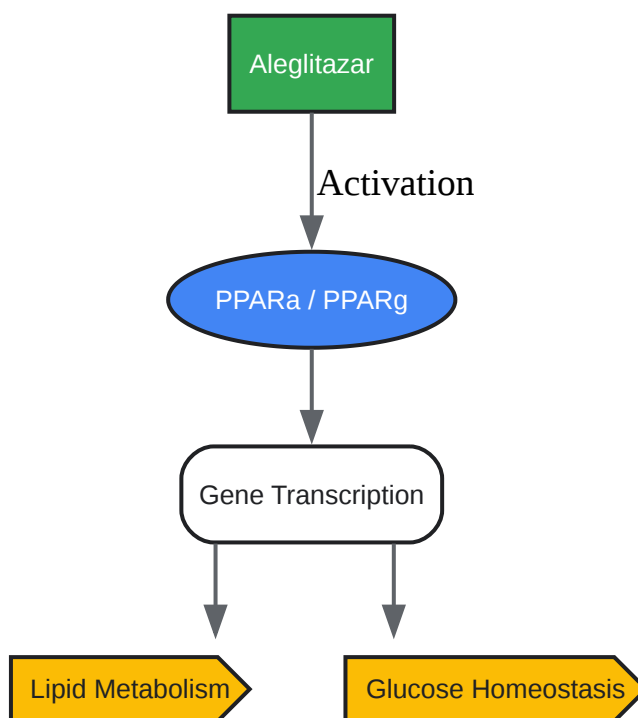 Aleglitazar
Activation
PPARa / PPARg
Gene Transcription
Lipid Metabolism
Glucose Homeostasis